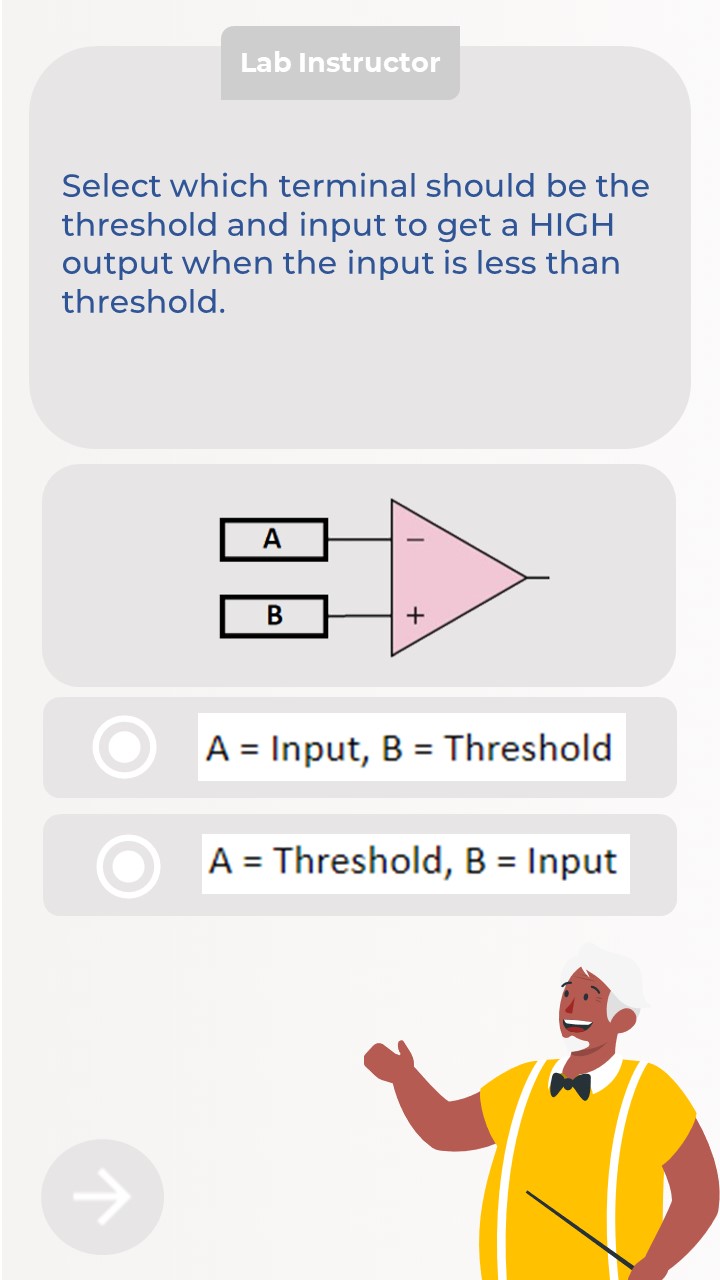 Lab Instructor
Select which terminal should be the
threshold and input to get a HIGH
output when the input is less than
threshold.
A
−
B
+
A = Input, B = Threshold
A = Threshold, B = Input